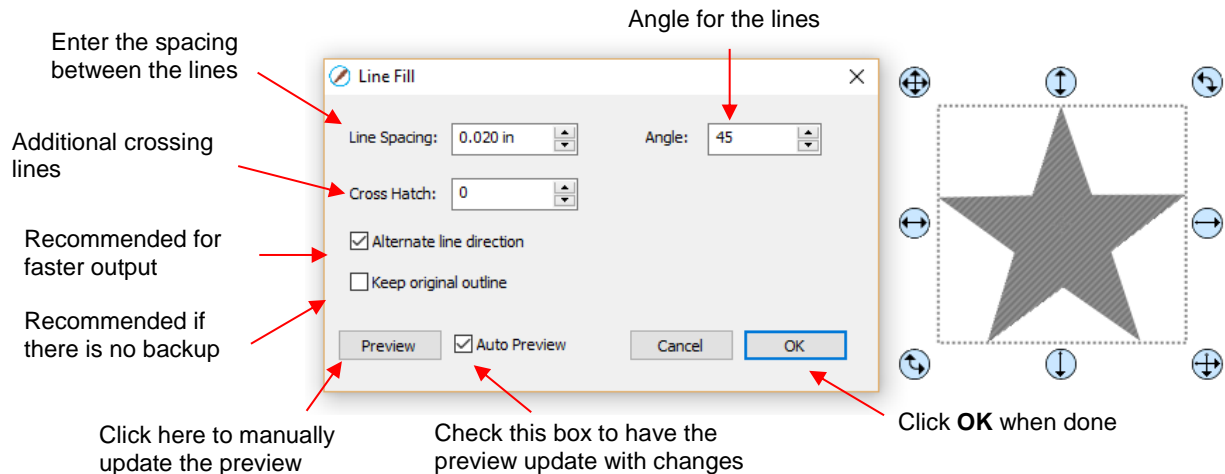 Angle for the lines
Enter the spacing
between the lines
Line Fill
Line Spacing: 0.020 in Angle: 45
Additional crossing
lines
Cross Hatch: 0
Alternate line direction
Recommended for
faster output
Keep original outline
Recommended if
there is no backup
Preview Auto Preview Cancel OK
Click here to manually
update the preview
Check this box to have the
preview update with changes
Click OK when done